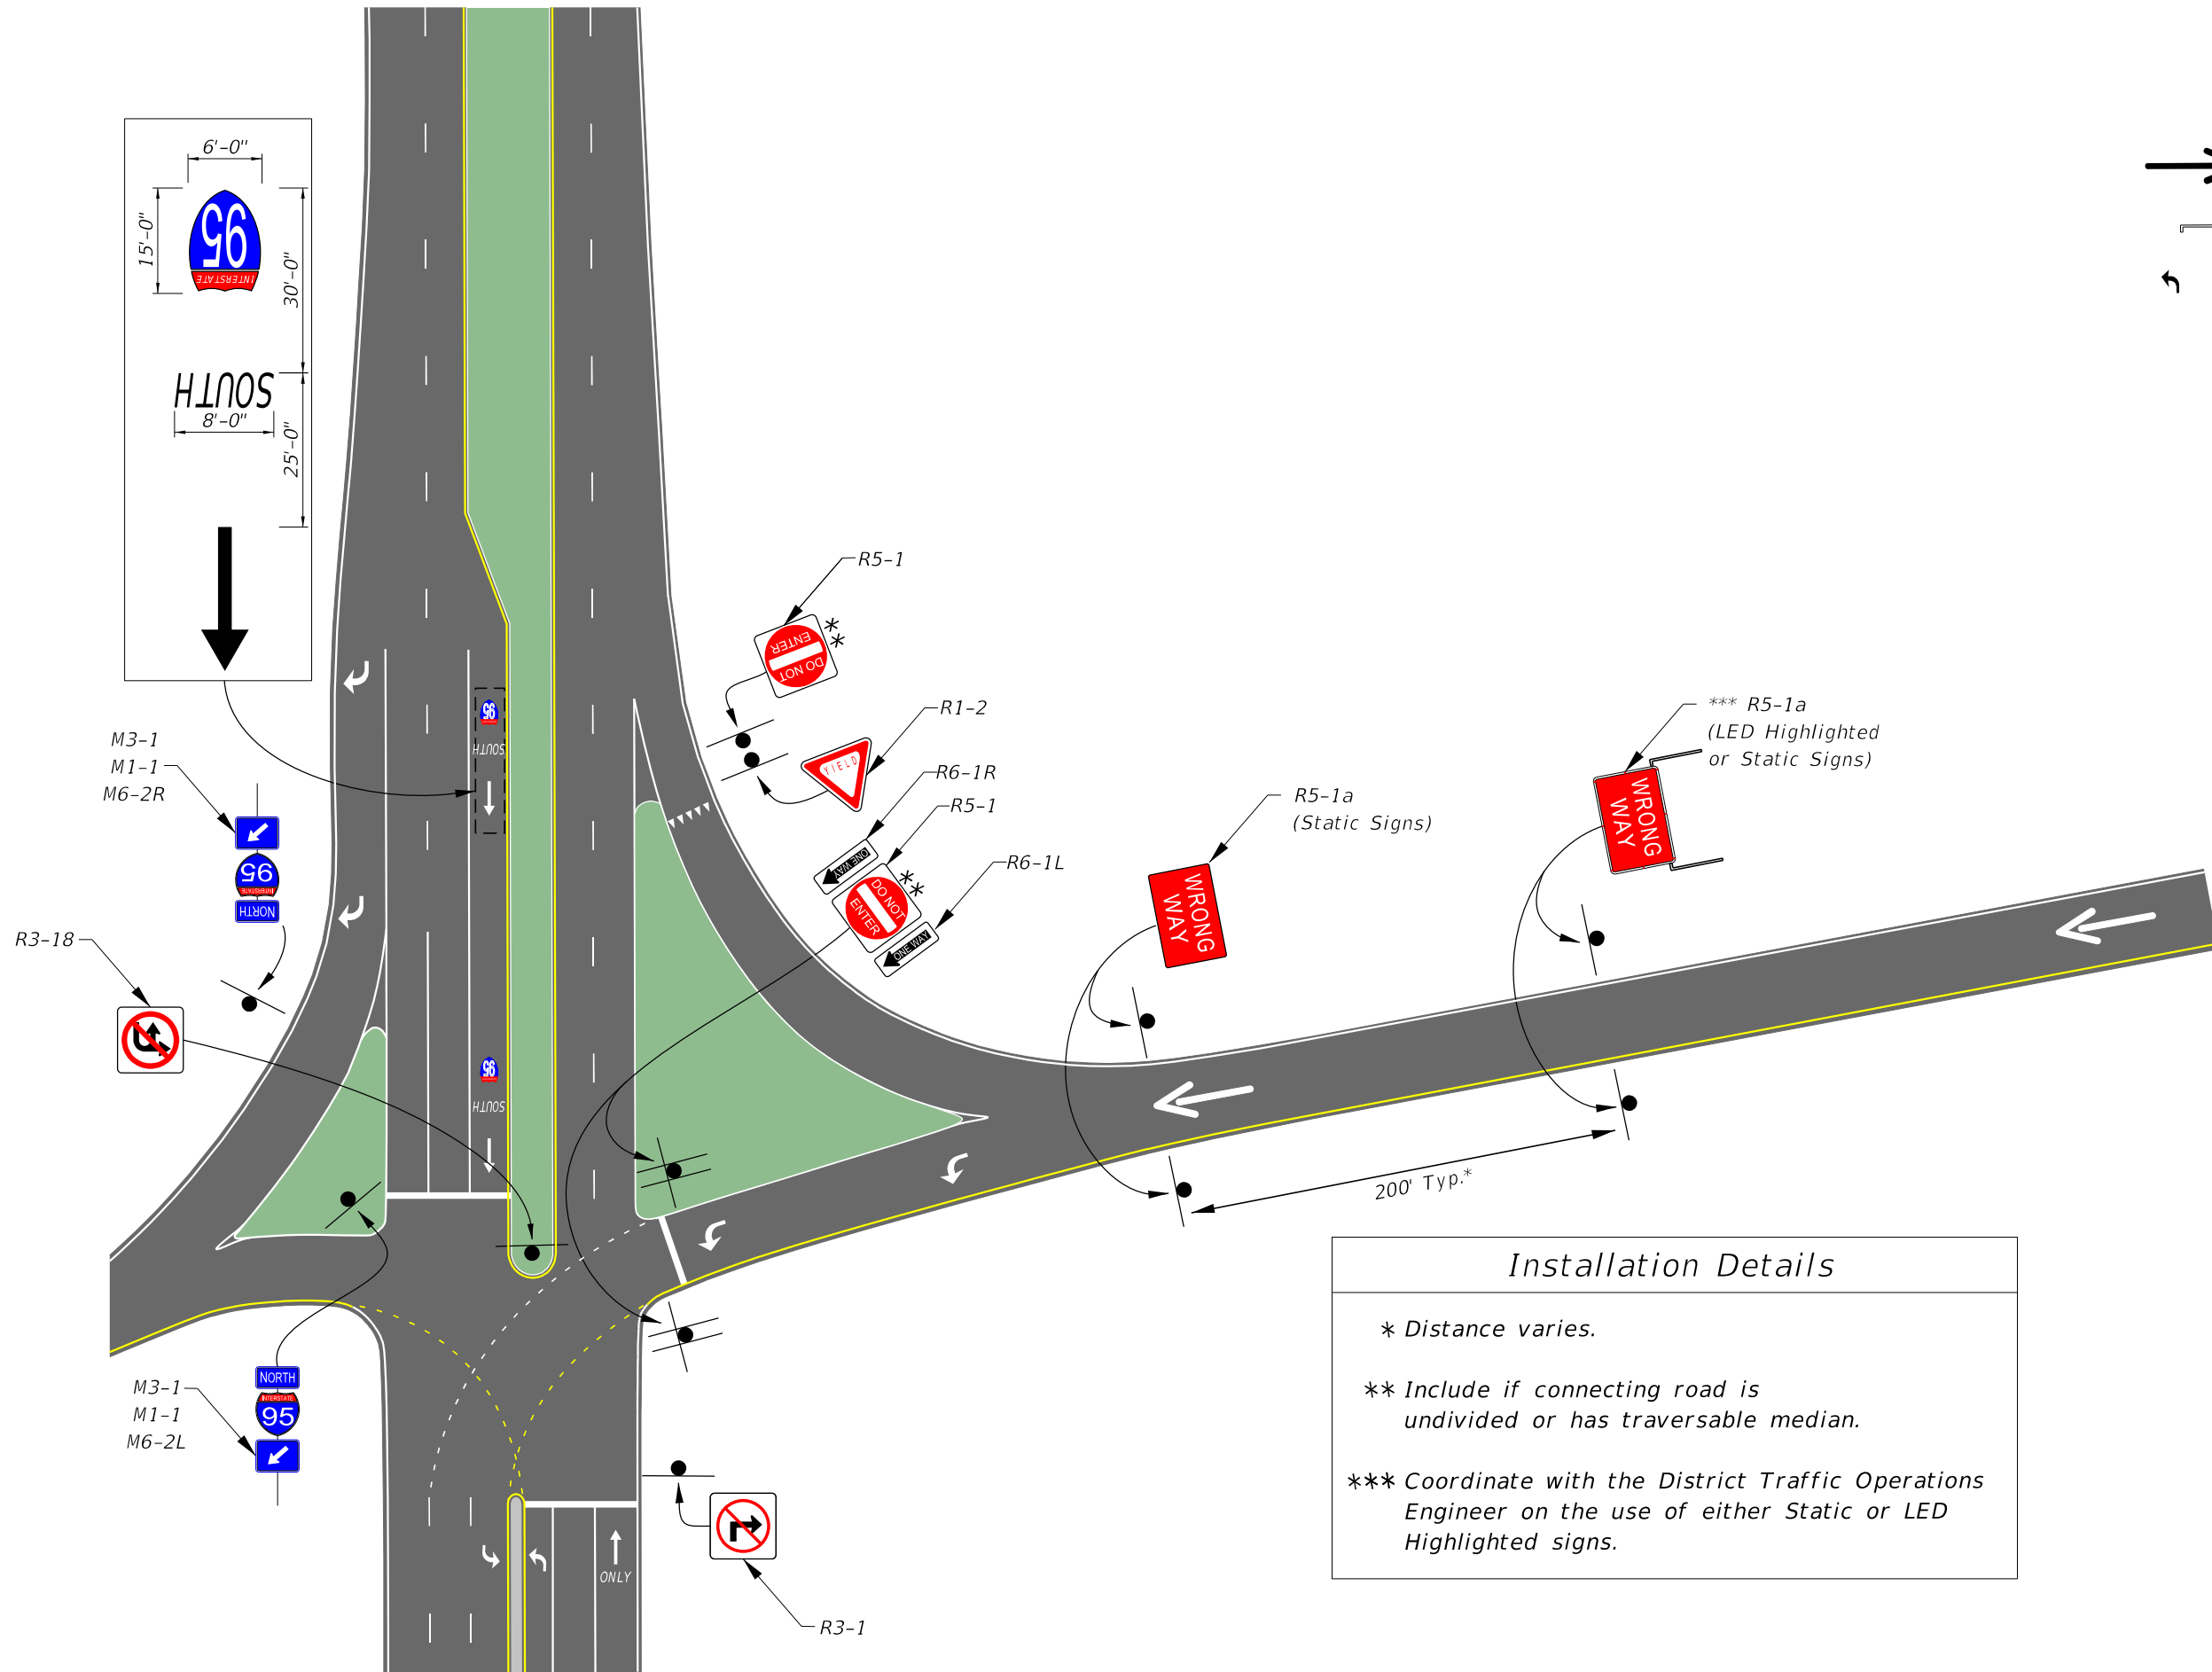 6'-0"
15'-0"
95
INTERSTATE
30'-0"
SOUTH
8'-0"
25'-0"
R5-1
**
DO NOT
ENTER
R1-2
YIELD
R6-1R
ONE WAY
R5-1
**
DO NOT
ENTER
R6-1L
ONE WAY
R5-1a
(Static Signs)
WRONG
WAY
*** R5-1a
(LED Highlighted
or Static Signs)
WRONG
WAY
95
SOUTH
M3-1
M1-1
M6-2R
95
INTERSTATE
NORTH
R3-18
95
SOUTH
200' Typ.*
M3-1
M1-1
M6-2L
NORTH
INTERSTATE
95
ONLY
R3-1
Installation Details
* Distance varies.
** Include if connecting road is
undivided or has traversable median.
*** Coordinate with the District Traffic Operations
Engineer on the use of either Static or LED
Highlighted signs.